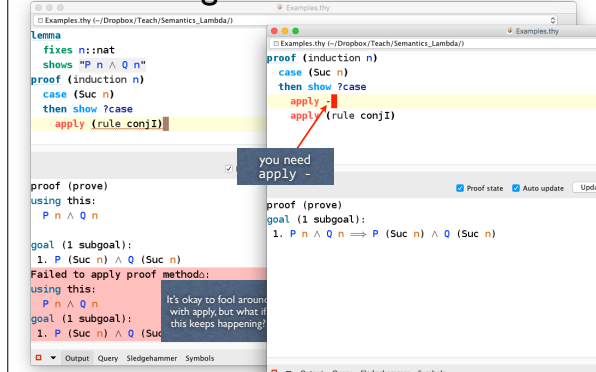 Examples.thy
Examples.thy (~/Dropbox/Teach/Semantics_Lambda/)
lemma
fixes n::nat
shows "P n ∧ Q n"
proof (induction n)
case (Suc n)
then show ?case
apply (rule conjI)
proof (prove)
using this:
P n ∧ Q n
goal (1 subgoal):
1. P (Suc n) ∧ Q (Suc n)
Failed to apply proof method⌂:
using this:
P n ∧ Q n
goal (1 subgoal):
1. P (Suc n) ∧ Q (Suc
It's okay to fool around
with apply, but what if
this keeps happening?
Output Query Sledgehammer Symbols
Examples.thy
Examples.thy (~/Dropbox/Teach/Semantics_Lambda/)
proof (induction n)
case (Suc n)
then show ?case
apply -
apply (rule conjI)
you need
apply -
Proof state Auto update Upda
proof (prove)
goal (1 subgoal):
1. P n ∧ Q n ⟹ P (Suc n) ∧ Q (Suc n)